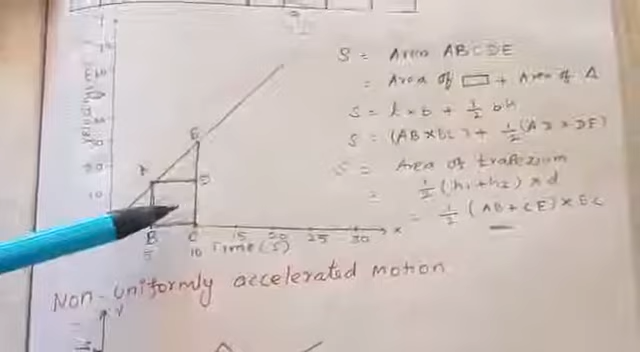 S = Area ABCDE
= Area of + Area of Δ
S = l × b + 1/2 bh
S = (AB × BC) + 1/2 (AD × DE)
S = Area of trapezium
= 1/2 (h1 + h2) × d
= 1/2 (AB + CE) × BC
E
A
D
20
10
B C 15 20 25 30 x
5 10 Time (s)
Non-uniformly accelerated motion
Y